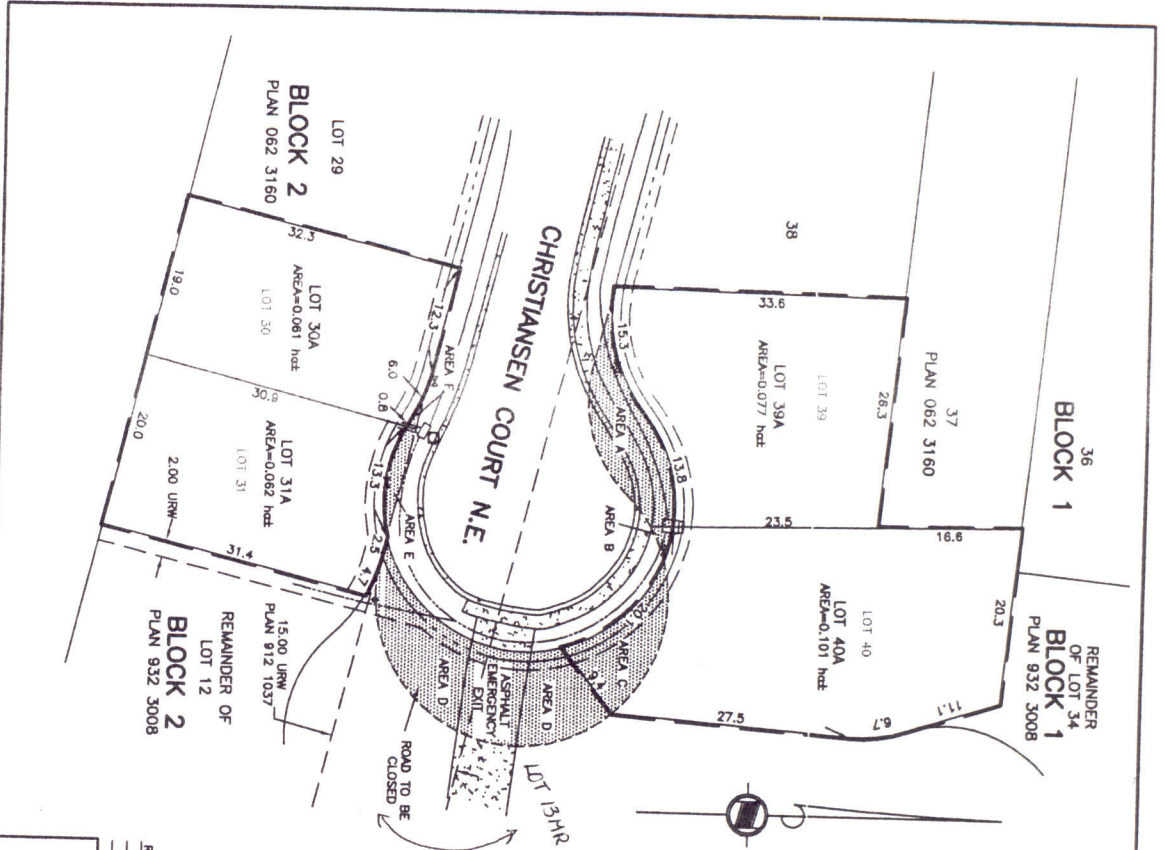 36
BLOCK 1
37
PLAN 062 3160
38
33.6
26.3
LOT 39
LOT 39A
AREA=0.077 ha±
15.3
13.8
23.5
16.6
20.3
REMAINDER
OF LOT 34
BLOCK 1
PLAN 932 3008
LOT 40
LOT 40A
AREA=0.101 ha±
11.1
6.7
27.5
9.4
AREA A
AREA B
AREA C
AREA D
ASPHALT
EMERGENCY
EXIT
AREA D
AREA E
AREA F
CHRISTIANSEN COURT N.E.
LOT 13MR
ROAD TO BE
CLOSED
LOT 29
BLOCK 2
PLAN 062 3160
32.3
12.3
6.0
0.8
LOT 30A
AREA=0.061 ha±
LOT 30
19.0
30.9
LOT 31A
AREA=0.062 ha±
LOT 31
13.3
2.5
4.7
20.0
2.00 URW
31.4
15.00 URW
PLAN 912 1037
REMAINDER OF
LOT 12
BLOCK 2
PLAN 932 3008